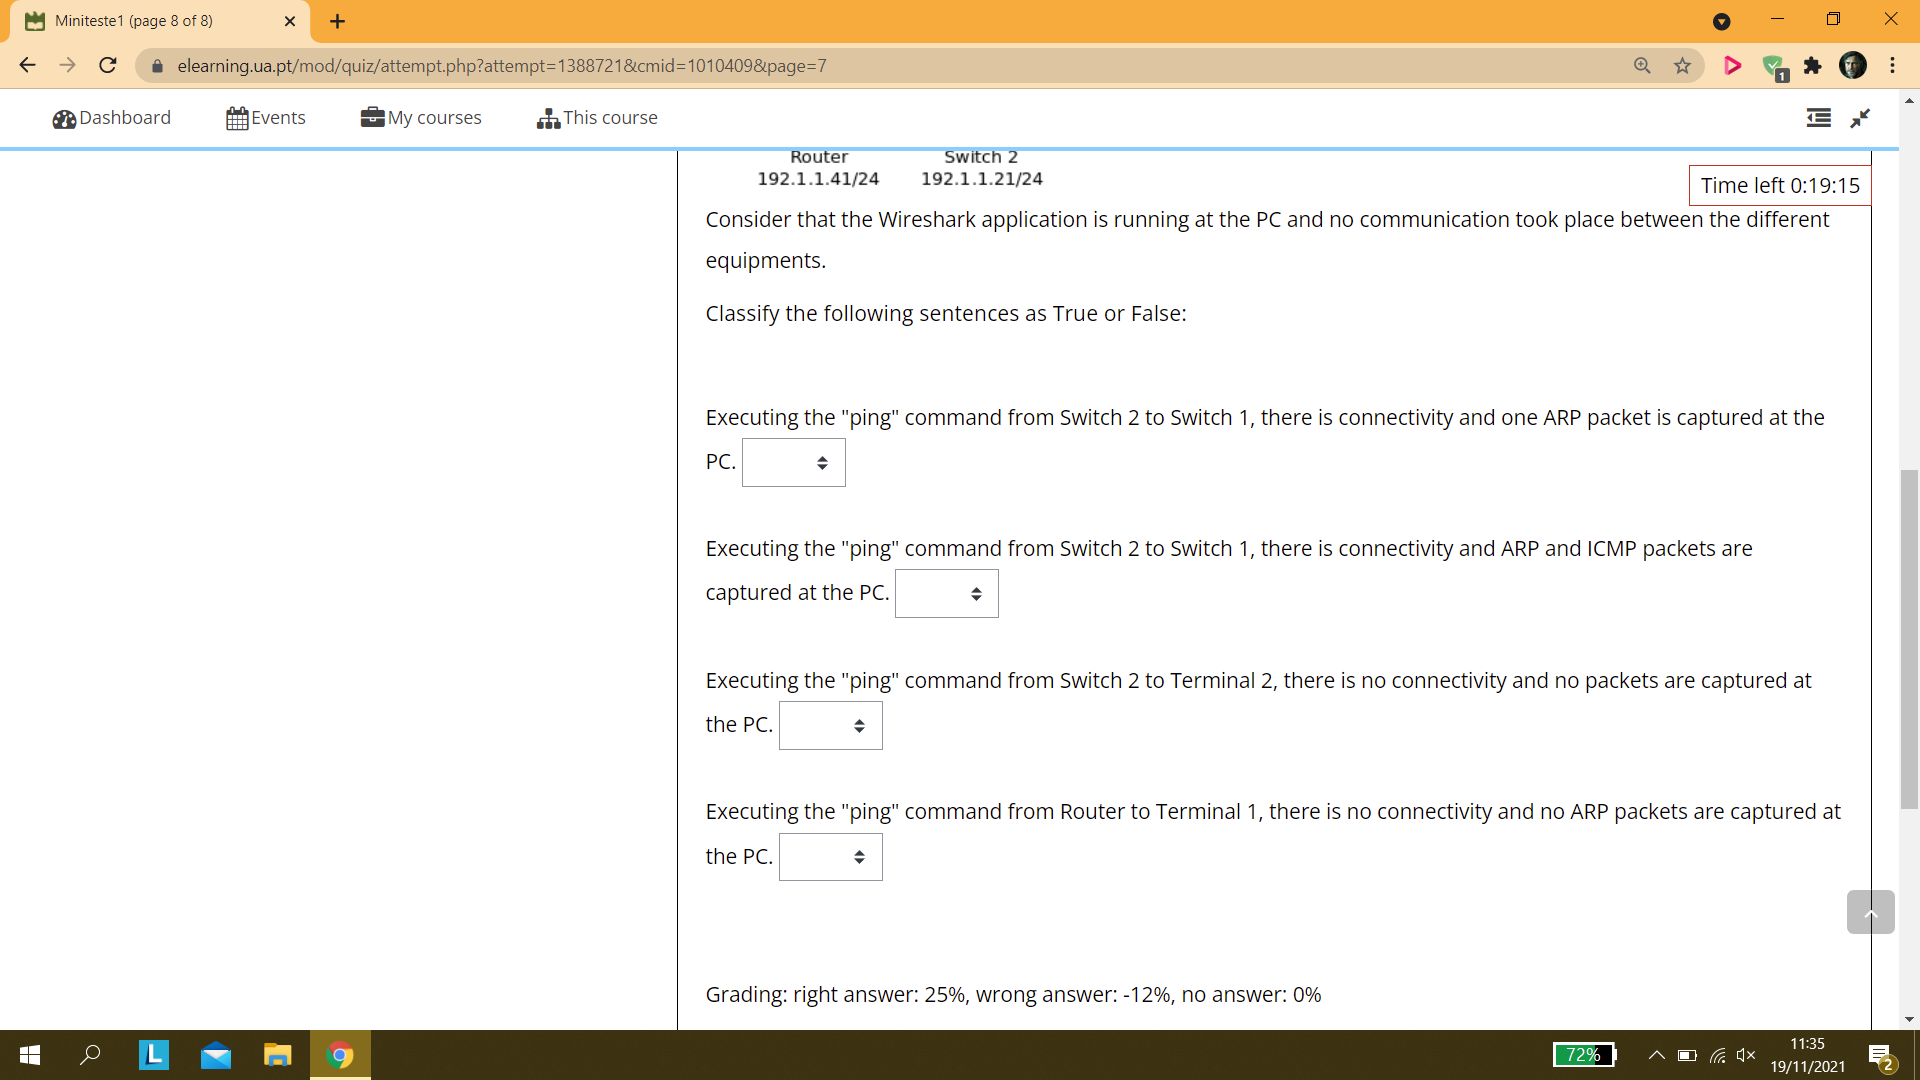 Miniteste1 (page 8 of 8)
elearning.ua.pt/mod/quiz/attempt.php?attempt=1388721&cmid=1010409&page=7
1
Dashboard Events My courses This course
Router Switch 2
192.1.1.41/24 192.1.1.21/24
Time left 0:19:15
Consider that the Wireshark application is running at the PC and no communication took place between the different
equipments.
Classify the following sentences as True or False:
Executing the "ping" command from Switch 2 to Switch 1, there is connectivity and one ARP packet is captured at the
PC.
Executing the "ping" command from Switch 2 to Switch 1, there is connectivity and ARP and ICMP packets are
captured at the PC.
Executing the "ping" command from Switch 2 to Terminal 2, there is no connectivity and no packets are captured at
the PC.
Executing the "ping" command from Router to Terminal 1, there is no connectivity and no ARP packets are captured at
the PC.
Grading: right answer: 25%, wrong answer: -12%, no answer: 0%
L
72%
11:35
19/11/2021
2